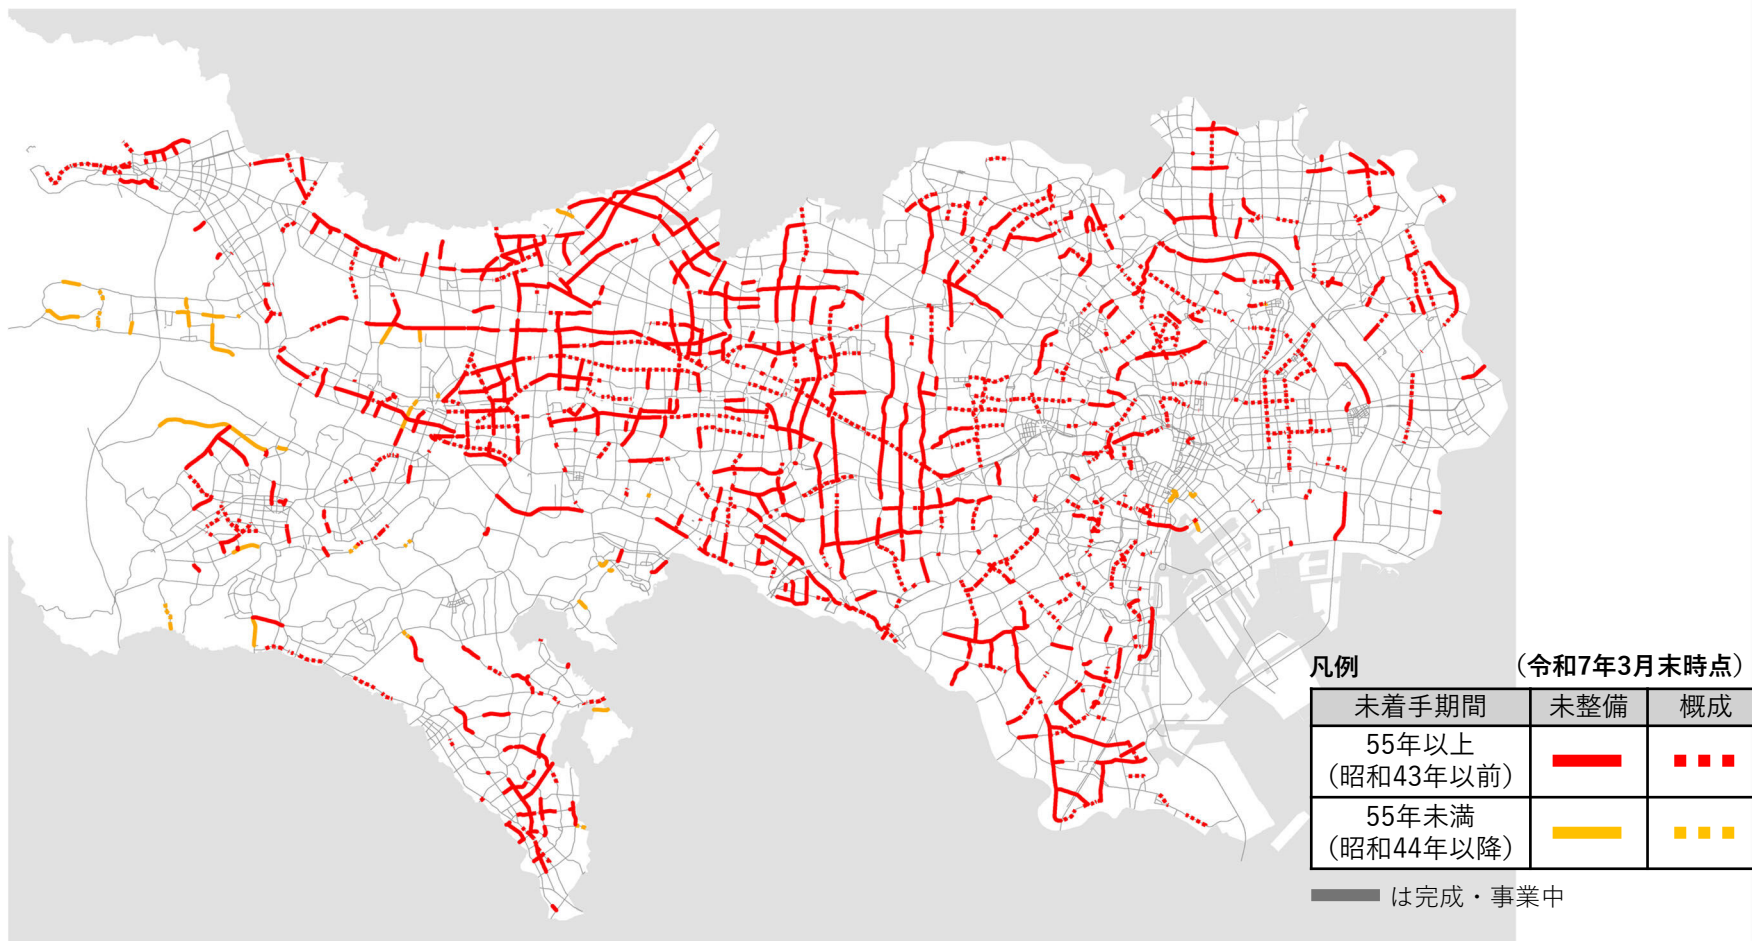 凡例
（令和7年3月末時点）
未着手期間 未整備 概成
55年以上
（昭和43年以前）
55年未満
（昭和44年以降）
は完成・事業中